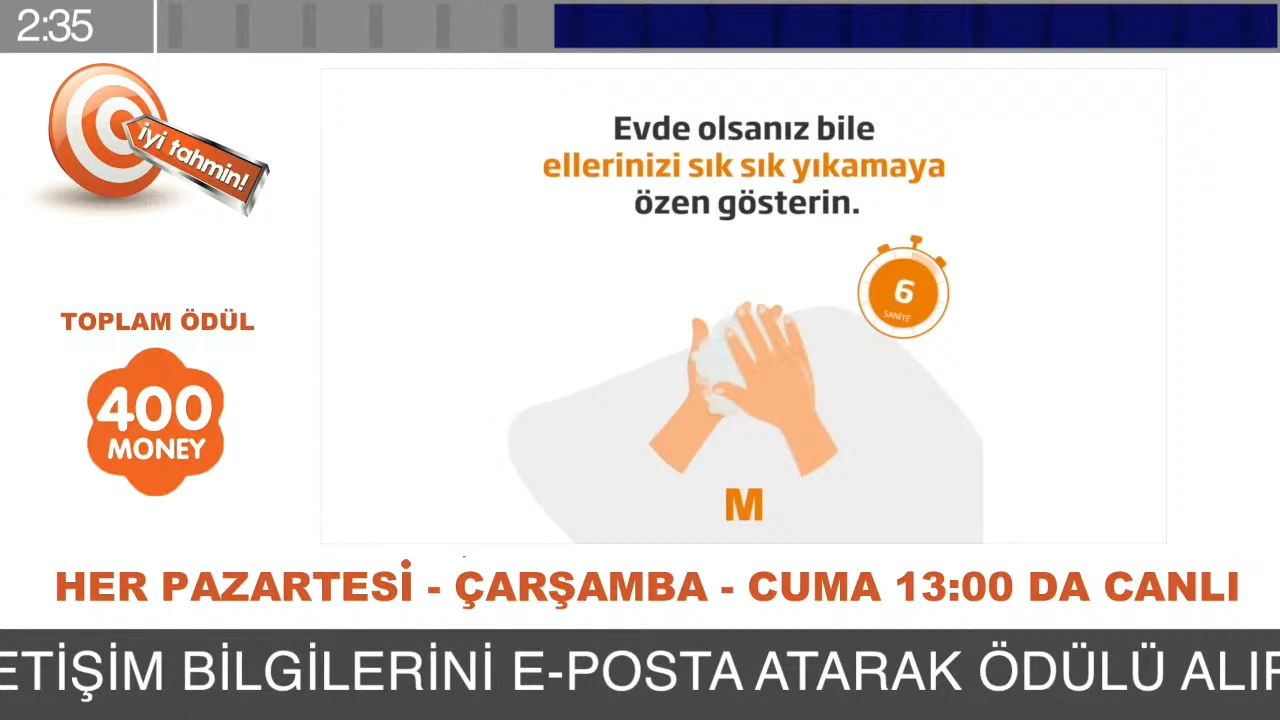 2:35
iyi tahmin!
Evde olsanız bile
ellerinizi sık sık yıkamaya
özen gösterin.
6
SANİYE
TOPLAM ÖDÜL
400
MONEY
M
HER PAZARTESİ - ÇARŞAMBA - CUMA 13:00 DA CANLI
ETİŞİM BİLGİLERİNİ E-POSTA ATARAK ÖDÜLÜ ALIR